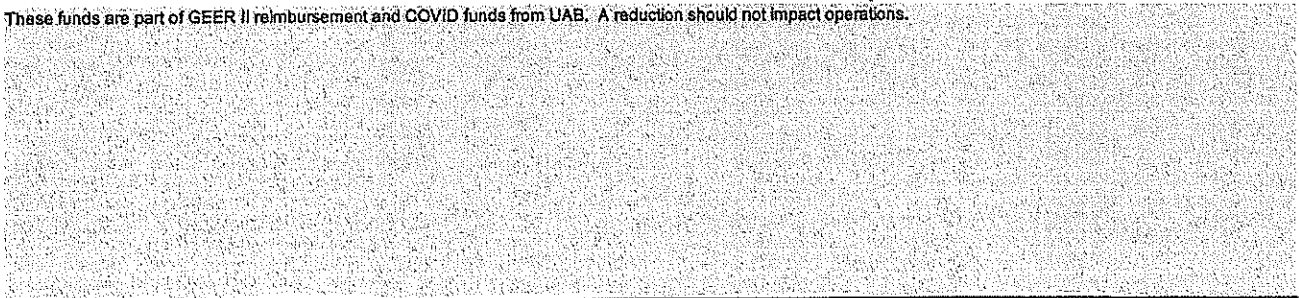 These funds are part of GEER II reimbursement and COVID funds from UAB. A reduction should not impact operations.